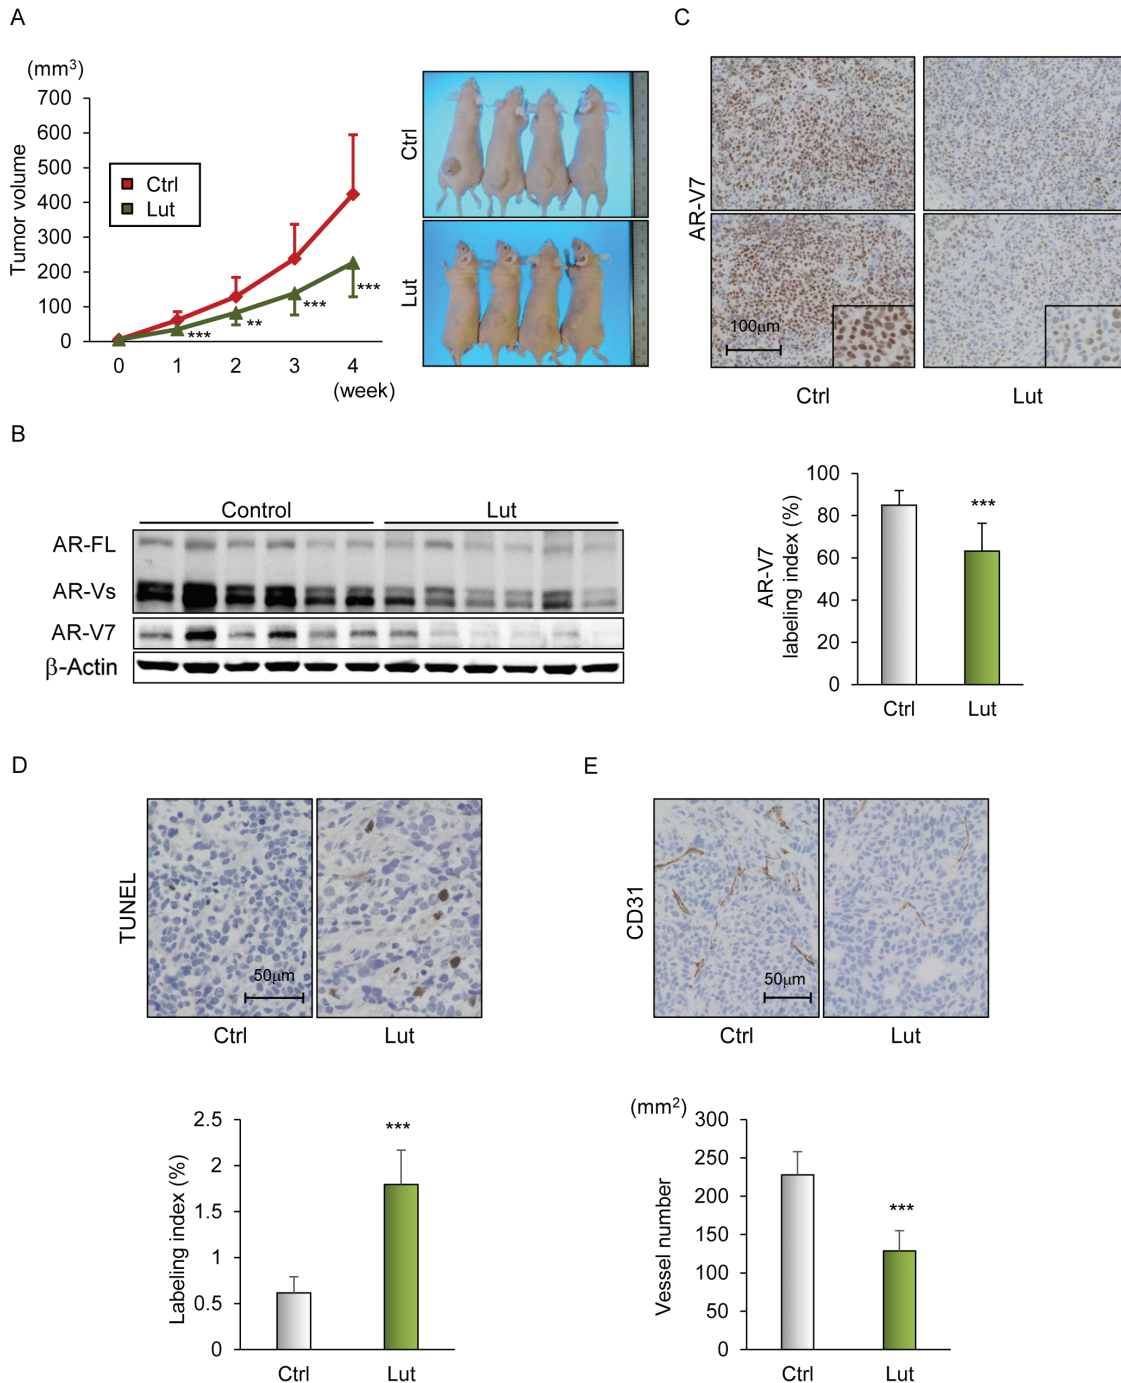 A
(mm3)
700
600
500
400
300
200
100
0
Tumor volume
Ctrl
Lut
***
**
***
***
0 1 2 3 4
(week)
Ctrl
Lut
C
AR-V7
100μm
Ctrl Lut
100
80
60
40
20
0
AR-V7
labeling index (%)
***
Ctrl Lut
B
Control Lut
AR-FL
AR-Vs
AR-V7
β-Actin
D
TUNEL
50μm
Ctrl Lut
2.5
2
1.5
1
0.5
0
Labeling index (%)
***
Ctrl Lut
E
CD31
50μm
Ctrl Lut
(mm2)
300
250
200
150
100
50
0
Vessel number
***
Ctrl Lut